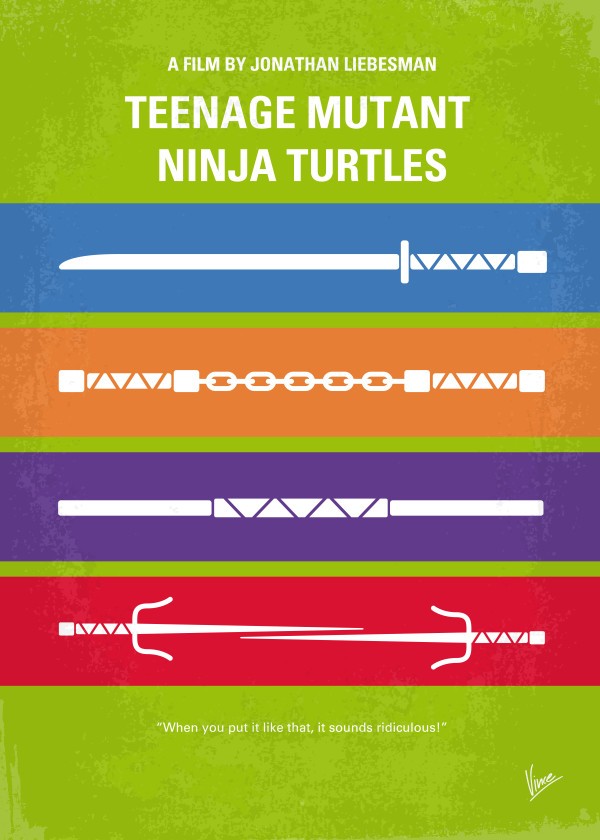 A FILM BY JONATHAN LIEBESMAN
TEENAGE MUTANT
NINJA TURTLES
“When you put it like that, it sounds ridiculous!“
Vince